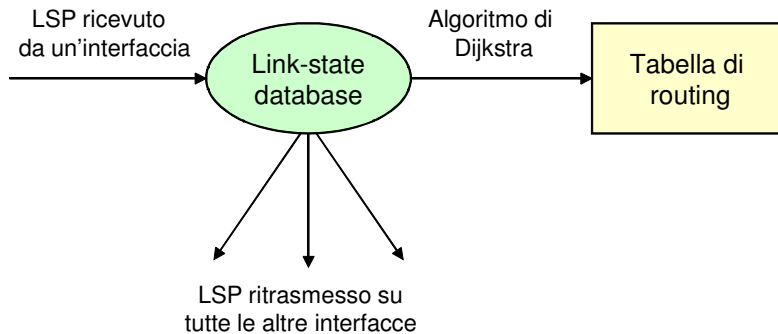 LSP ricevuto
da un'interfaccia
Link-state
database
Algoritmo di
Dijkstra
Tabella di
routing
LSP ritrasmesso su
tutte le altre interfacce